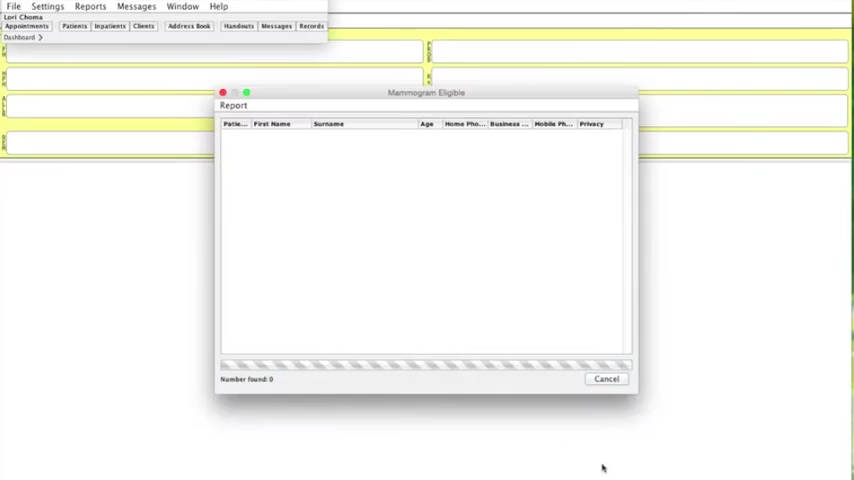 File Settings Reports Messages Window Help
Lori Choma
Appointments Patients Inpatients Clients Address Book Handouts Messages Records
Dashboard >
Mammogram Eligible
Report
Patie... First Name Surname Age Home Pho... Business ... Mobile Ph... Privacy
Number found: 0
Cancel